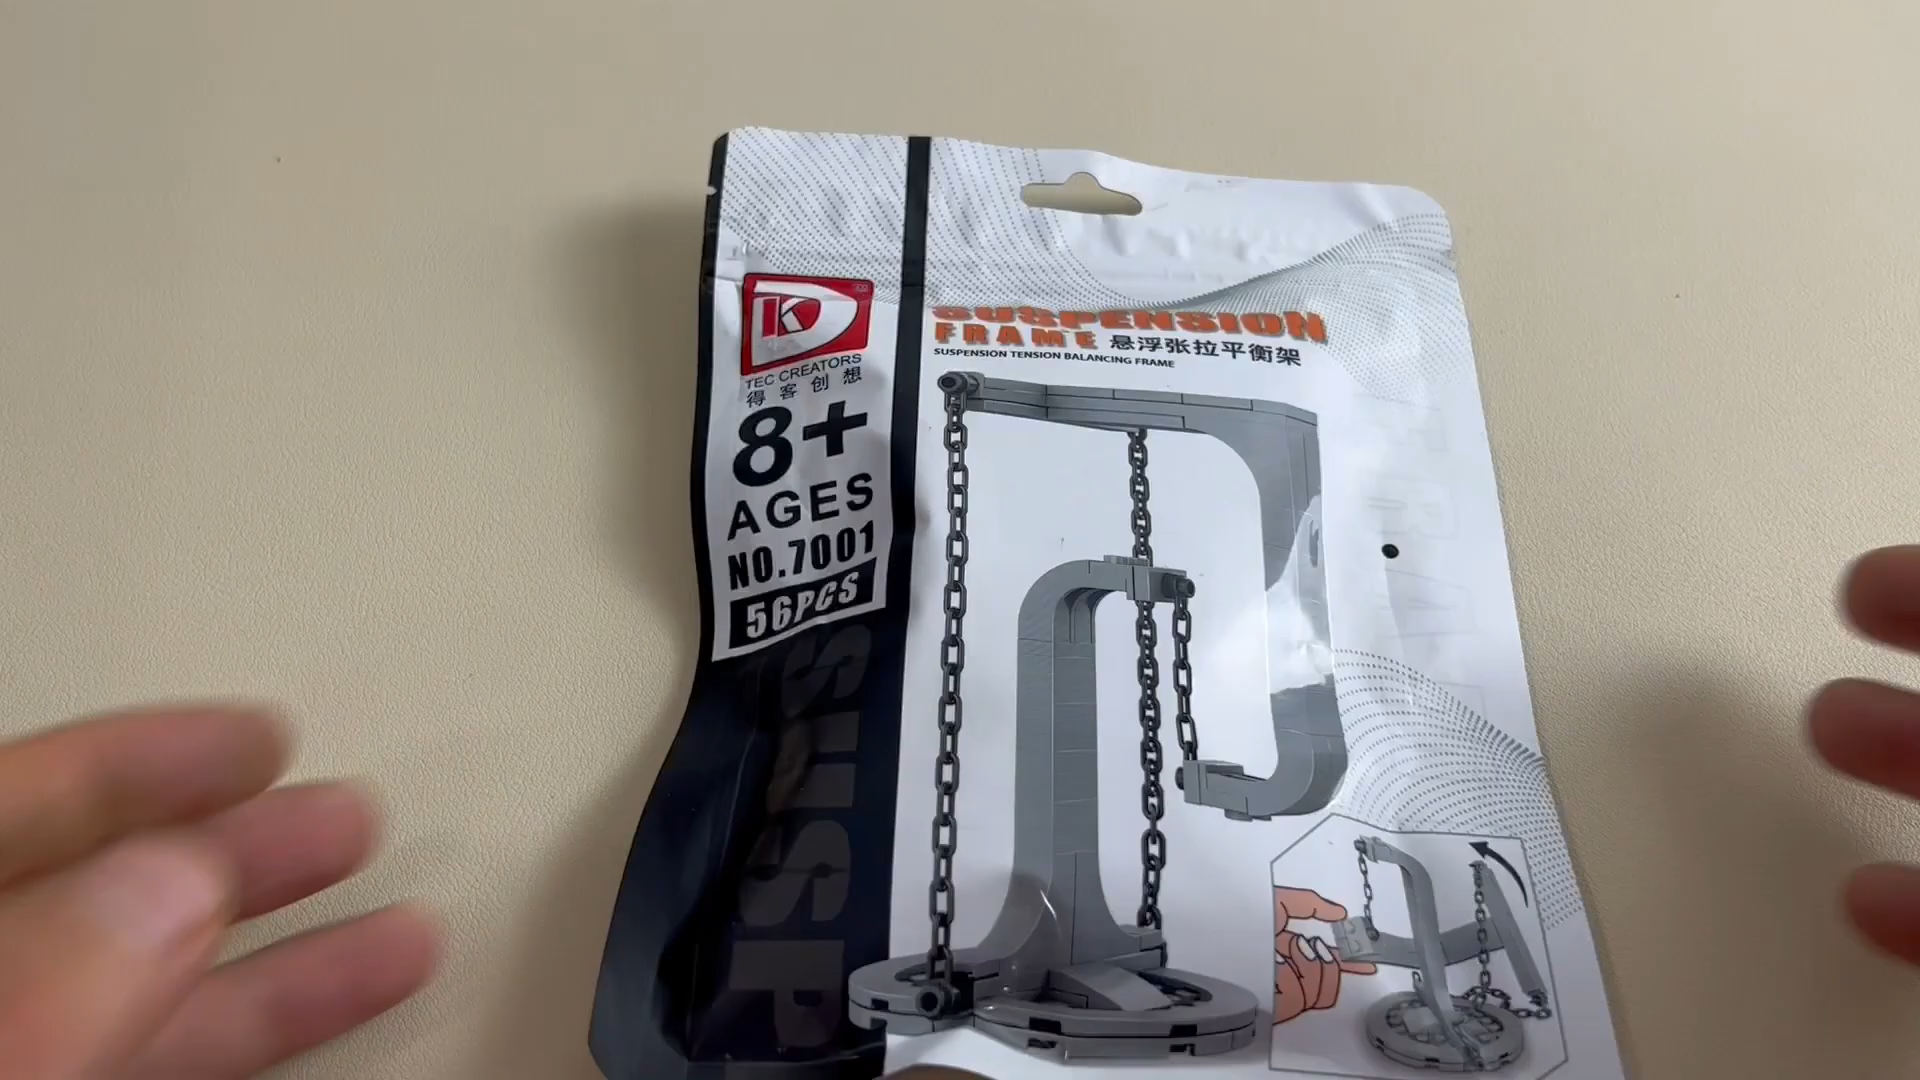 DK
TEC CREATORS
得客创想
8+
AGES
NO.7001
56PCS
SUSP
SUSPENSION
FRAME 悬浮张拉平衡架
SUSPENSION TENSION BALANCING FRAME